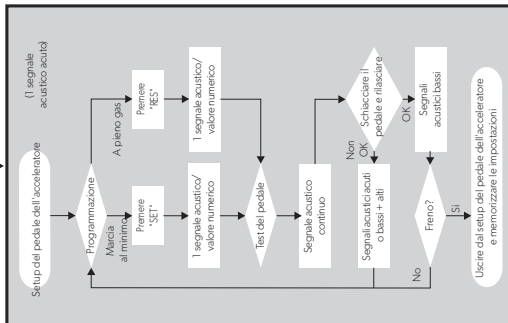 Setup del pedale dell'acceleratore
(1 segnale
acustico acuto)
Programmazione
Marcia
al minimo
A pieno gas
Premere
"SET
Premere
"RES"
1 segnale acustico/
valore numerico
1 segnale acustico/
valore numerico
Test del pedale
Segnale acustico
continuo
Schiacciare il
pedale e rilasciare
Non
OK
OK
Segnali acustici acuti
o bassi + alti
Segnali
acustici bassi
Freno?
No
Si
Uscire dal setup del pedale dell'acceleratore
e memorizzare le impostazioni